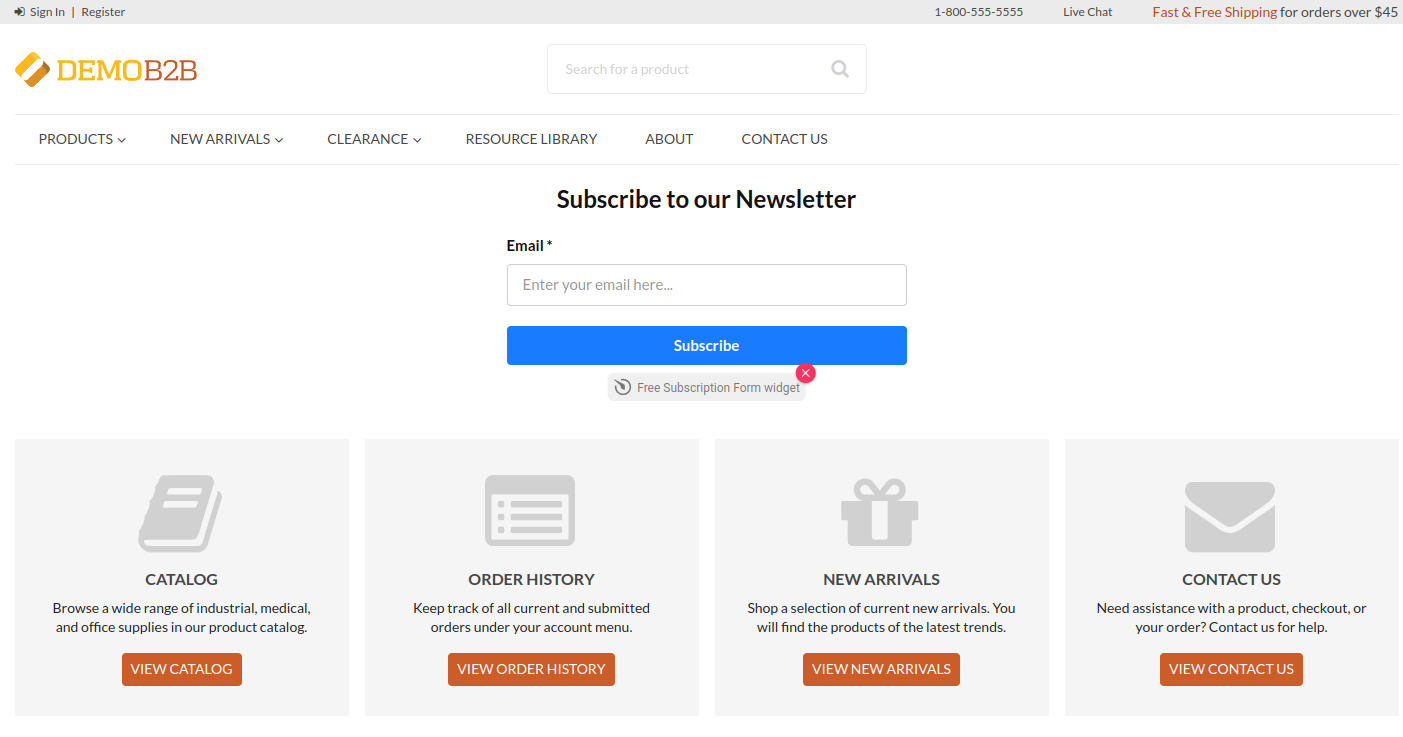 Sign In | Register
1-800-555-5555
Live Chat
Fast & Free Shipping for orders over $45
DEMOB2B
Search for a product
PRODUCTS
NEW ARRIVALS
CLEARANCE
RESOURCE LIBRARY
ABOUT
CONTACT US
Subscribe to our Newsletter
Email *
Enter your email here...
Subscribe
Free Subscription Form widget
CATALOG
Browse a wide range of industrial, medical,
and office supplies in our product catalog.
VIEW CATALOG
ORDER HISTORY
Keep track of all current and submitted
orders under your account menu.
VIEW ORDER HISTORY
NEW ARRIVALS
Shop a selection of current new arrivals. You
will find the products of the latest trends.
VIEW NEW ARRIVALS
CONTACT US
Need assistance with a product, checkout, or
your order? Contact us for help.
VIEW CONTACT US